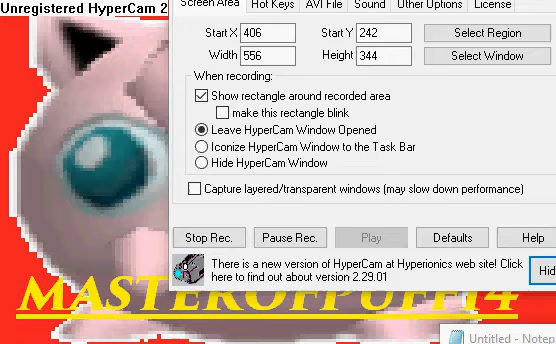 Unregistered HyperCam 2
Screen Area Hot Keys AVI File Sound Other Options License
Start X 406 Start Y 242 Select Region
Width 556 Height 344 Select Window
When recording:
Show rectangle around recorded area
make this rectangle blink
Leave HyperCam Window Opened
Iconize HyperCam Window to the Task Bar
Hide HyperCam Window
Capture layered/transparent windows (may slow down performance)
Stop Rec. Pause Rec. Play Defaults Help
There is a new version of HyperCam at Hyperionics web site! Click
here to find out about version 2.29.01
Hid
MASTEROFPUFF14
Untitled - Notep